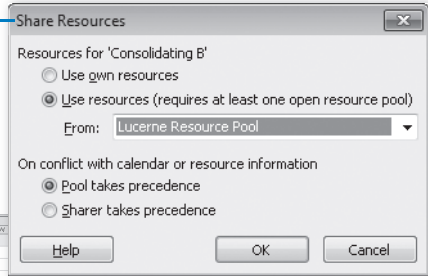 Share Resources
Resources for 'Consolidating B'
Use own resources
Use resources (requires at least one open resource pool)
From: Lucerne Resource Pool
On conflict with calendar or resource information
Pool takes precedence
Sharer takes precedence
Help OK Cancel